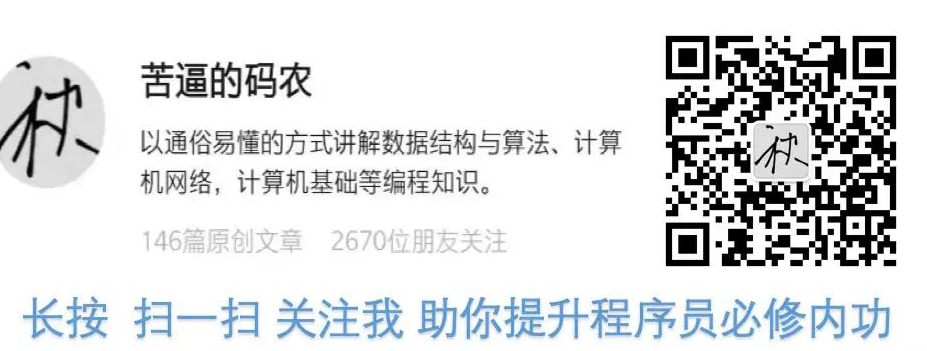 苦逼的码农
以通俗易懂的方式讲解数据结构与算法、计算
机网络，计算机基础等编程知识。
146篇原创文章 2670位朋友关注
长按 扫一扫 关注我 助你提升程序员必修内功